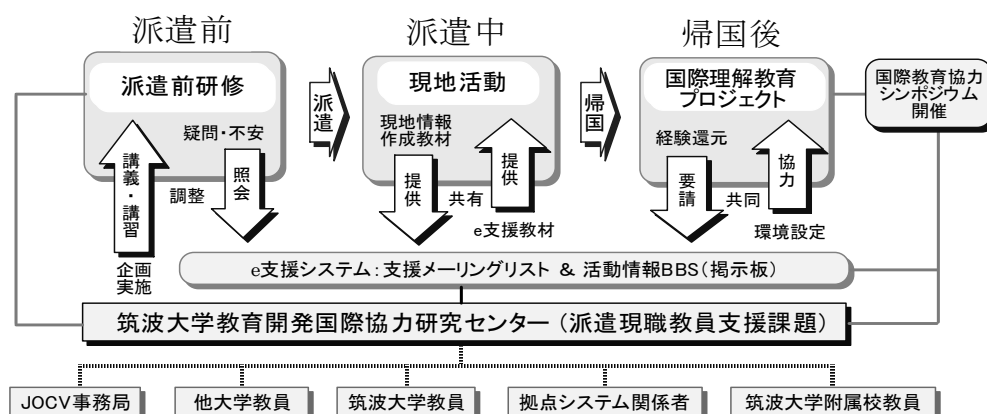 派遣前
派遣中
帰国後
派遣前研修
派遣
現地活動
帰国
国際理解教育
プロジェクト
国際教育協力
シンポジウム
開催
疑問・不安
現地情報
作成教材
経験還元
講義・講習
調整
照会
提供
共有
提供
要請
共同
協力
e支援教材
環境設定
企画
実施
e支援システム：支援メーリングリスト ＆ 活動情報BBS（掲示板）
筑波大学教育開発国際協力研究センター（派遣現職教員支援課題）
JOCV事務局
他大学教員
筑波大学教員
拠点システム関係者
筑波大学附属校教員